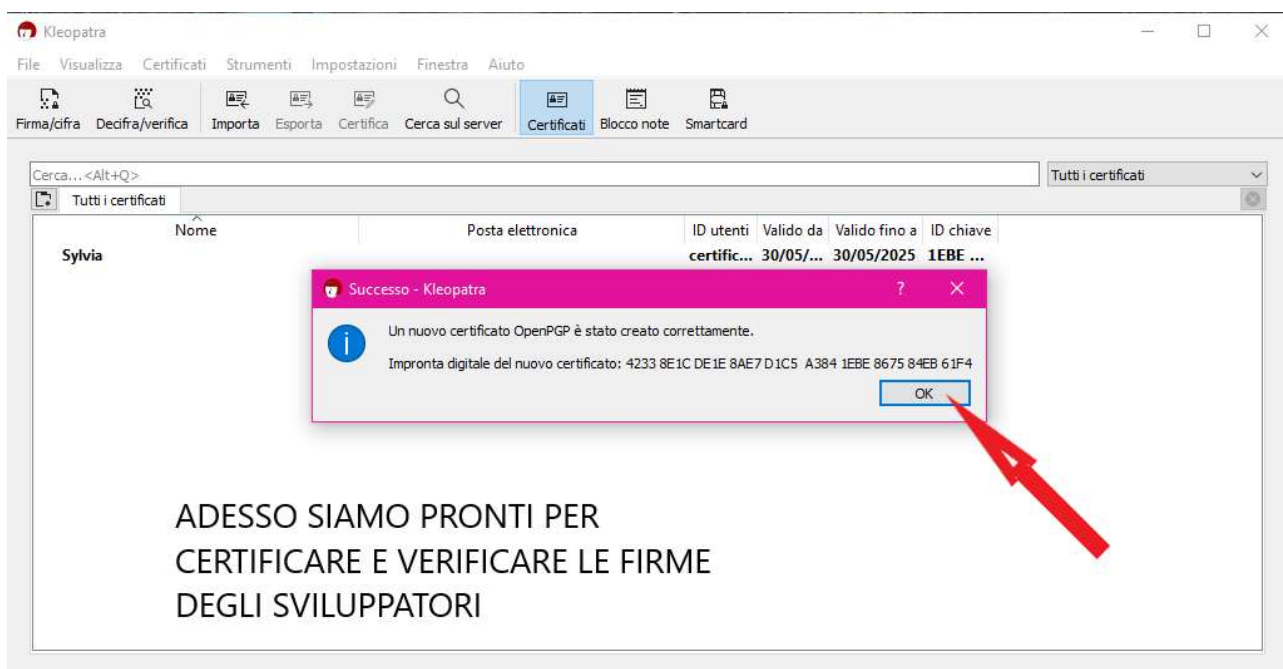 Kleopatra
File Visualizza Certificati Strumenti Impostazioni Finestra Aiuto
Firma/cifra Decifra/verifica Importa Esporta Certifica Cerca sul server Certificati Blocco note Smartcard
Cerca...<Alt+Q> Tutti i certificati
Tutti i certificati
Nome Posta elettronica ID utenti Valido da Valido fino a ID chiave
Sylvia certific... 30/05/... 30/05/2025 1EBE ...
Successo - Kleopatra
Un nuovo certificato OpenPGP è stato creato correttamente.
Impronta digitale del nuovo certificato: 4233 8E1C DE1E 8AE7 D1C5 A384 1EBE 8675 84EB 61F4
OK
ADESSO SIAMO PRONTI PER
CERTIFICARE E VERIFICARE LE FIRME
DEGLI SVILUPPATORI